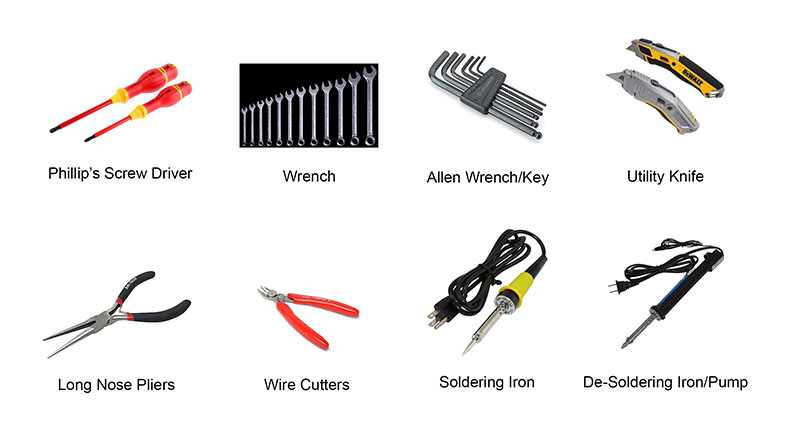 DEWALT
Phillip's Screw Driver
Wrench
Allen Wrench/Key
Utility Knife
Long Nose Pliers
Wire Cutters
Soldering Iron
De-Soldering Iron/Pump